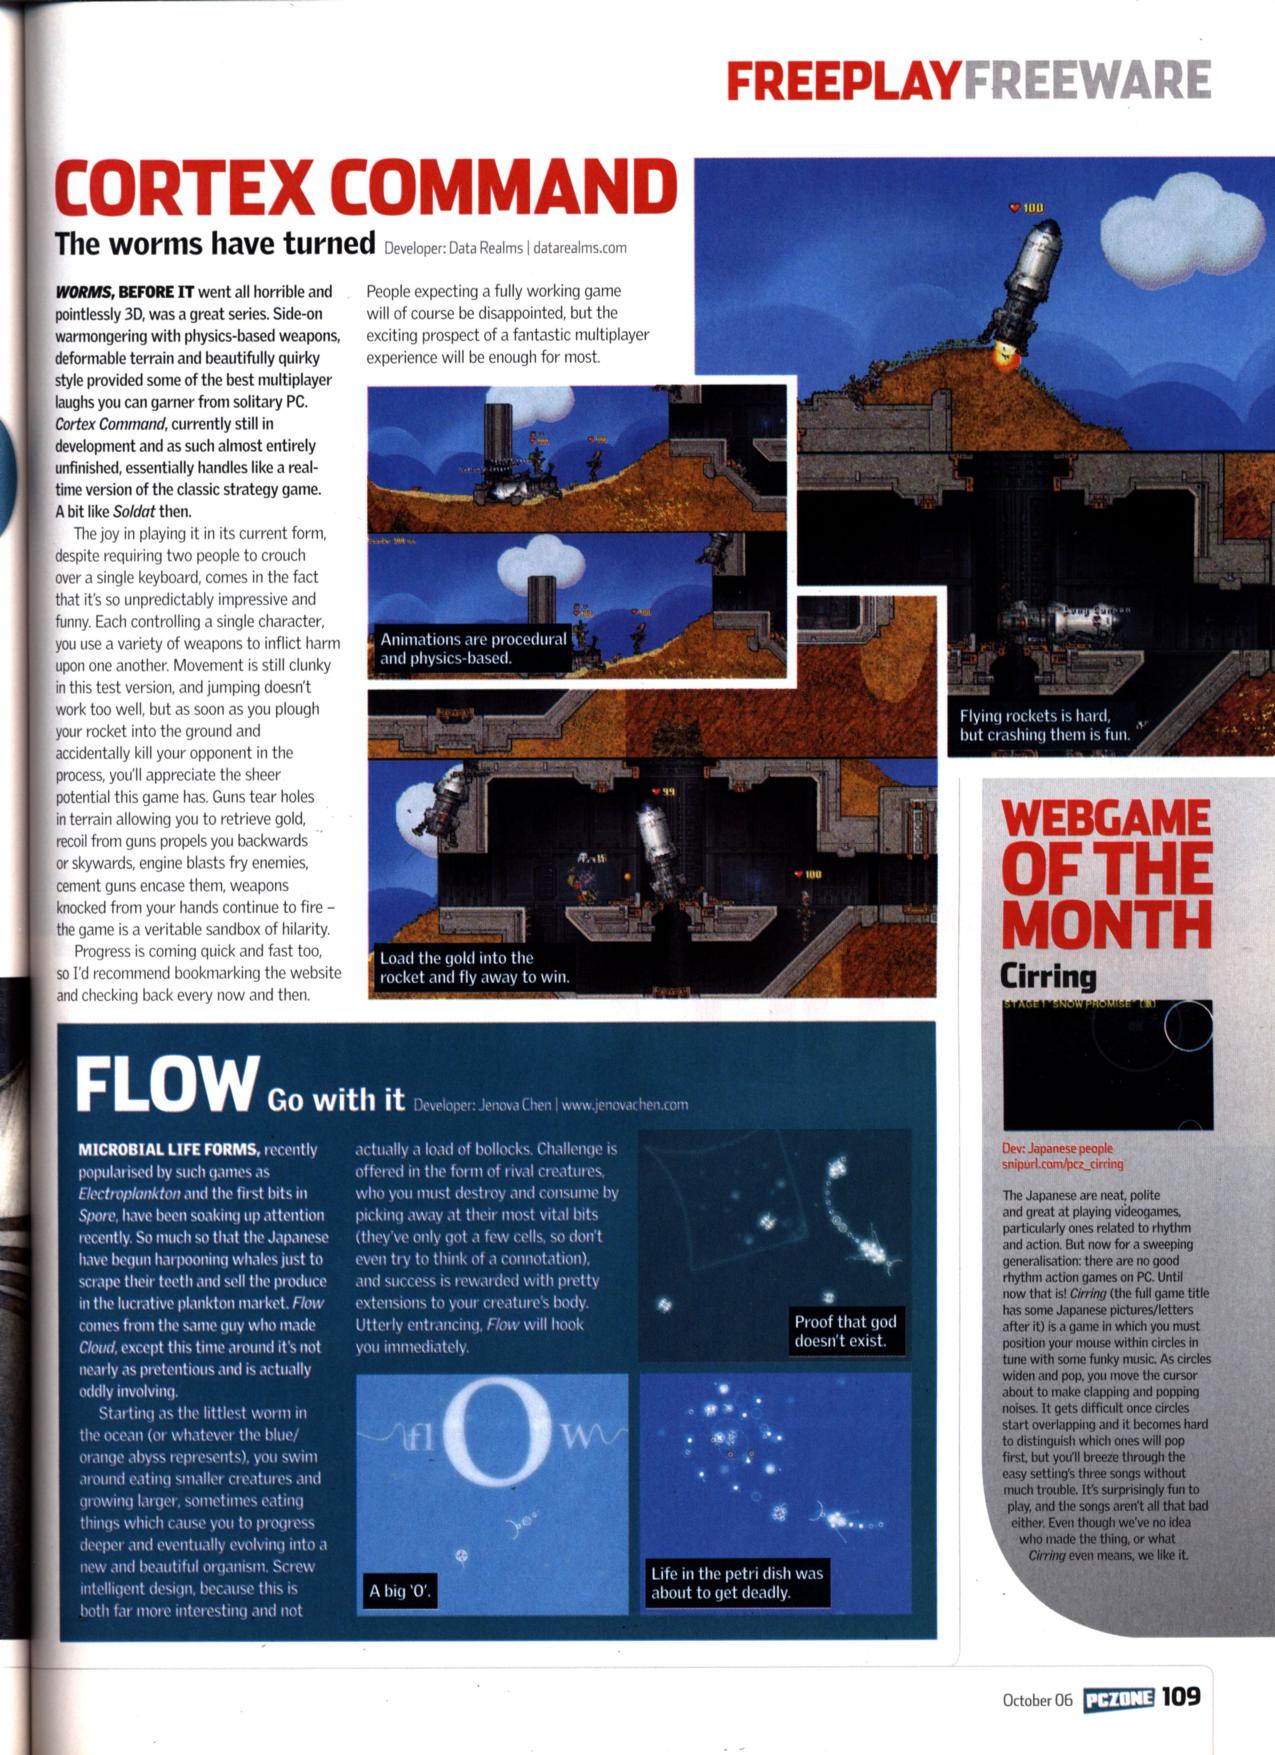 FREEPLAYFREEWARE
CORTEX COMMAND
The worms have turned Developer: Data Realms | datarealms.com
WORMS, BEFORE IT went all horrible and
pointlessly 3D, was a great series. Side-on
warmongering with physics-based weapons,
deformable terrain and beautifully quirky
style provided some of the best multiplayer
laughs you can garner from solitary PC.
Cortex Command, currently still in
development and as such almost entirely
unfinished, essentially handles like a real-
time version of the classic strategy game.
A bit like Soldat then.
The joy in playing it in its current form,
despite requiring two people to crouch
over a single keyboard, comes in the fact
that it's so unpredictably impressive and
funny. Each controlling a single character,
you use a variety of weapons to inflict harm
upon one another. Movement is still clunky
in this test version, and jumping doesn't
work too well, but as soon as you plough
your rocket into the ground and
accidentally kill your opponent in the
process, you'll appreciate the sheer
potential this game has. Guns tear holes
in terrain allowing you to retrieve gold,
recoil from guns propels you backwards
or skywards, engine blasts fry enemies,
cement guns encase them, weapons
knocked from your hands continue to fire –
the game is a veritable sandbox of hilarity.
Progress is coming quick and fast too,
so I'd recommend bookmarking the website
and checking back every now and then.
People expecting a fully working game
will of course be disappointed, but the
exciting prospect of a fantastic multiplayer
experience will be enough for most.
100
Animations are procedural
and physics-based.
Flying rockets is hard,
but crashing them is fun.
99
100
Load the gold into the
rocket and fly away to win.
FLOW Go with it Developer: Jenova Chen | www.jenovachen.com
MICROBIAL LIFE FORMS, recently
popularised by such games as
Electroplankton and the first bits in
Spore, have been soaking up attention
recently. So much so that the Japanese
have begun harpooning whales just to
scrape their teeth and sell the produce
in the lucrative plankton market. Flow
comes from the same guy who made
Cloud, except this time around it's not
nearly as pretentious and is actually
oddly involving.
Starting as the littlest worm in
the ocean (or whatever the blue/
orange abyss represents), you swim
around eating smaller creatures and
growing larger, sometimes eating
things which cause you to progress
deeper and eventually evolving into a
new and beautiful organism. Screw
intelligent design, because this is
both far more interesting and not
actually a load of bollocks. Challenge is
offered in the form of rival creatures,
who you must destroy and consume by
picking away at their most vital bits
(they've only got a few cells, so don't
even try to think of a connotation),
and success is rewarded with pretty
extensions to your creature's body.
Utterly entrancing, Flow will hook
you immediately.
Proof that god
doesn't exist.
flOw
A big 'O'.
Life in the petri dish was
about to get deadly.
WEBGAME
OF THE
MONTH
Cirring
STAGE1 "SNOW PROMISE"
Dev: Japanese people
snipurl.com/pcz_cirring
The Japanese are neat, polite
and great at playing videogames,
particularly ones related to rhythm
and action. But now for a sweeping
generalisation: there are no good
rhythm action games on PC. Until
now that is! Cirring (the full game title
has some Japanese pictures/letters
after it) is a game in which you must
position your mouse within circles in
tune with some funky music. As circles
widen and pop, you move the cursor
about to make clapping and popping
noises. It gets difficult once circles
start overlapping and it becomes hard
to distinguish which ones will pop
first, but you'll breeze through the
easy setting's three songs without
much trouble. It's surprisingly fun to
play, and the songs aren't all that bad
either. Even though we've no idea
who made the thing, or what
Cirring even means, we like it.
October 06 PCZONE 109